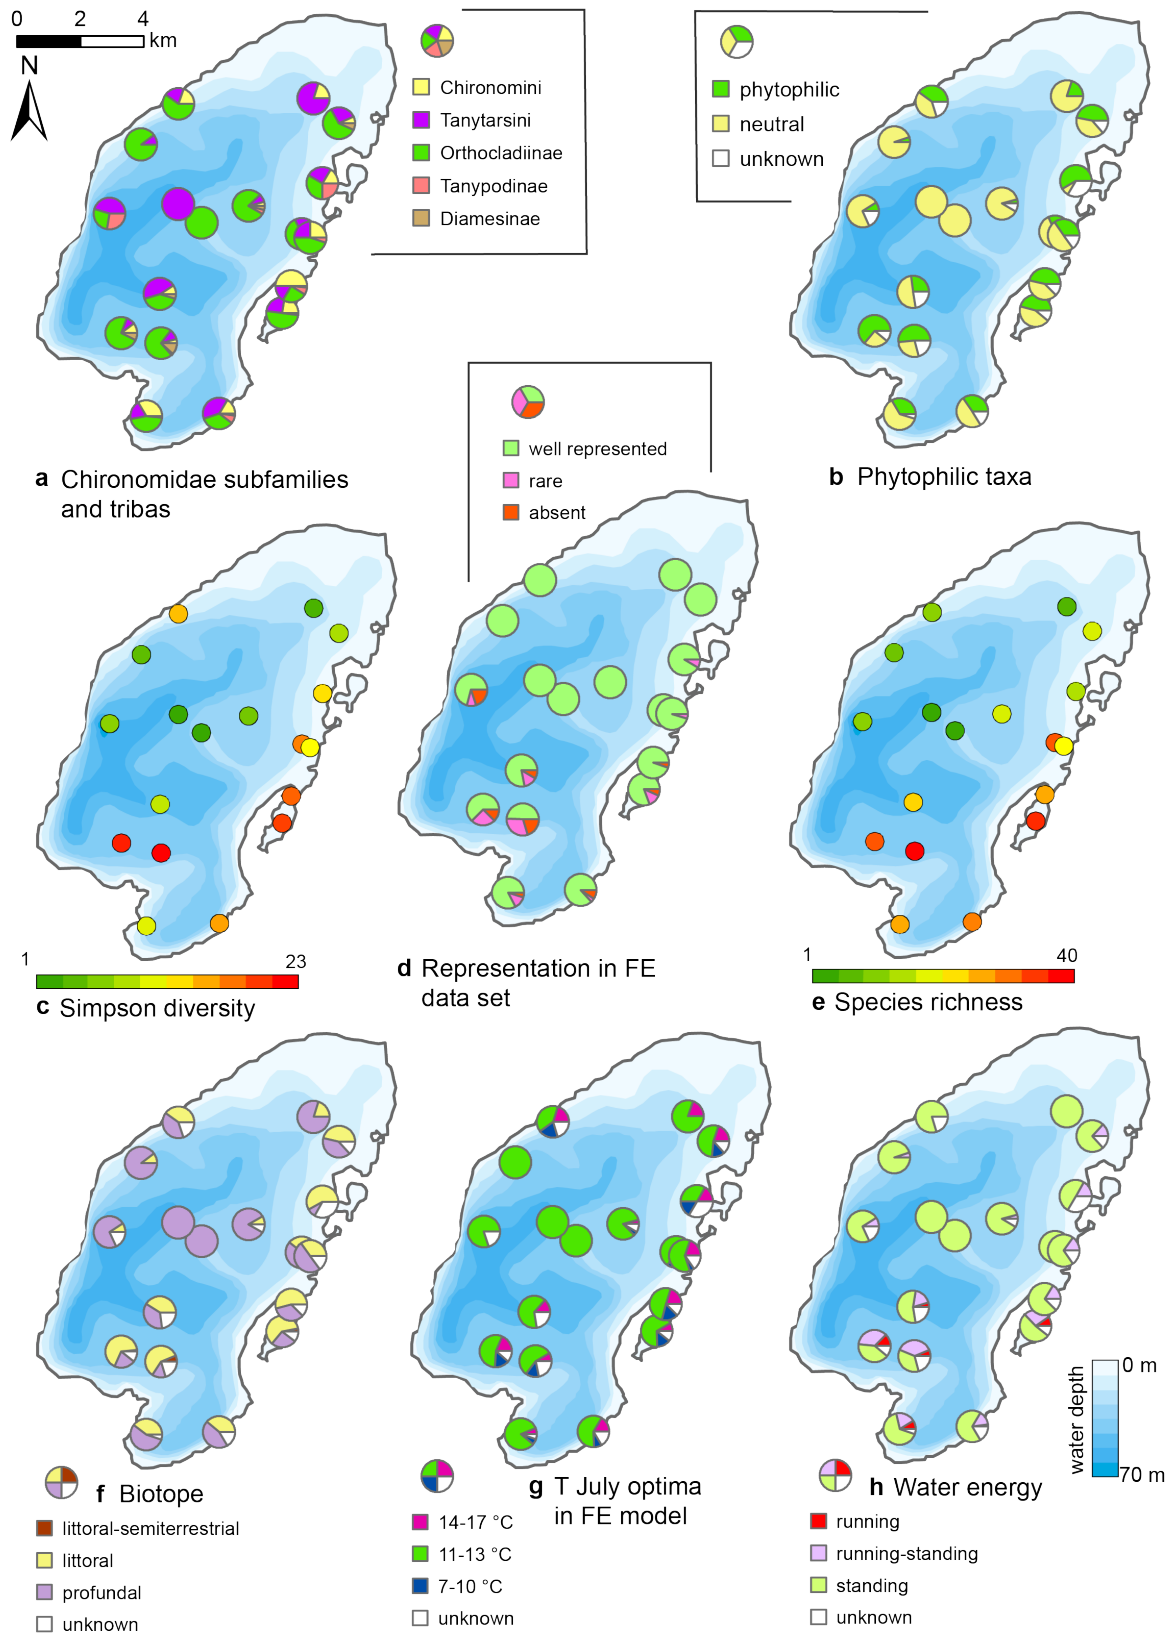 0 2 4
km
N
Chironomini
Tanytarsini
Orthocladiinae
Tanypodinae
Diamesinae
phytophilic
neutral
unknown
a Chironomidae subfamilies
and tribas
b Phytophilic taxa
well represented
rare
absent
1 23
c Simpson diversity
d Representation in FE
data set
1 40
e Species richness
water depth
0 m
70 m
f Biotope
littoral-semiterrestrial
littoral
profundal
unknown
g T July optima
in FE model
14-17 °C
11-13 °C
7-10 °C
unknown
h Water energy
running
running-standing
standing
unknown